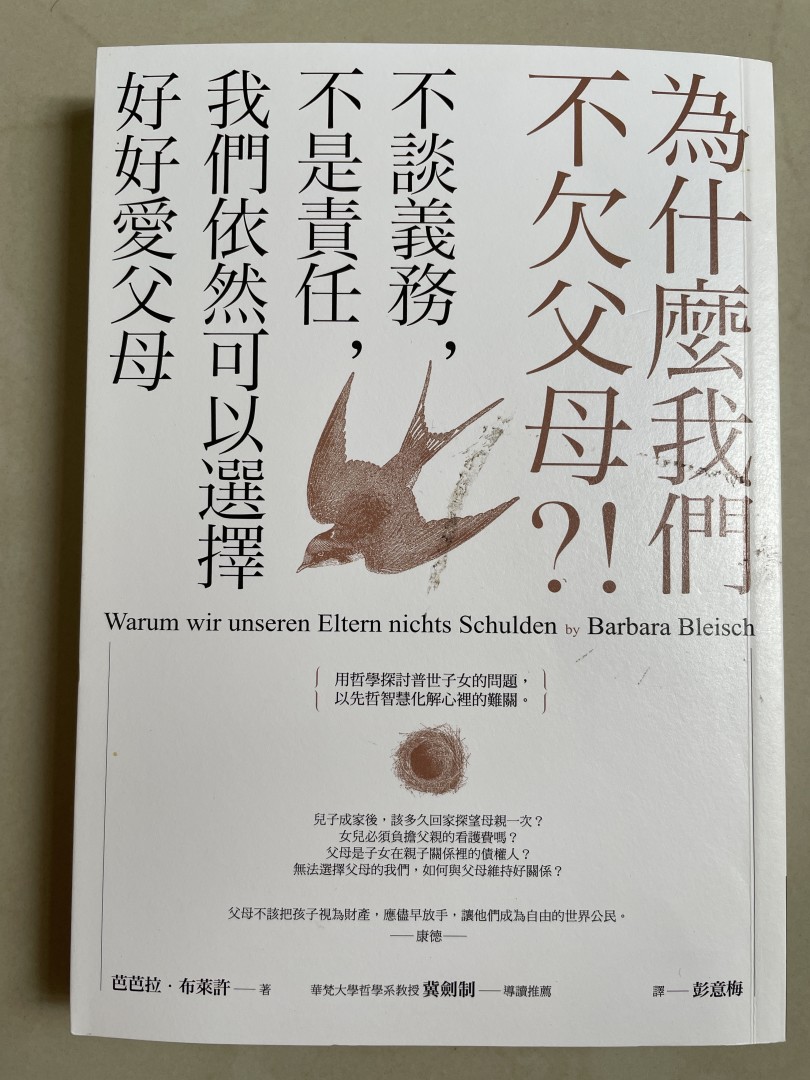 為什麼我們
不欠父母?!
不談義務，
不是責任，
我們依然可以選擇
好好愛父母
Warum wir unseren Eltern nichts Schulden by Barbara Bleisch
用哲學探討普世子女的問題，
以先哲智慧化解心裡的難關。
兒子成家後，該多久回家探望母親一次？
女兒必須負擔父親的看護費嗎？
父母是子女在親子關係裡的債權人？
無法選擇父母的我們，如何與父母維持好關係？
父母不該把孩子視為財產，應儘早放手，讓他們成為自由的世界公民。
——康德——
芭芭拉．布萊許——著
華梵大學哲學系教授 冀劍制——導讀推薦
譯——彭意梅